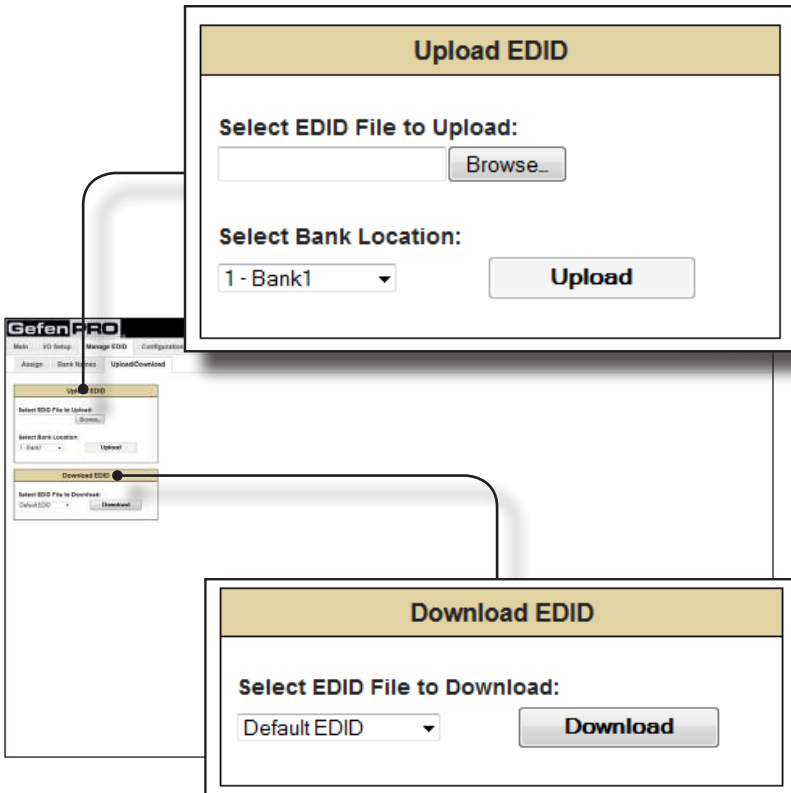 Upload EDID
Select EDID File to Upload:
Browse...
Select Bank Location:
1 - Bank1 Upload
Gefen PRO
Main I/O Setup Manage EDID Configuration
Assign Bank Names Upload/Download
Upload EDID
Select EDID File to Upload:
Browse...
Select Bank Location:
1 - Bank1 Upload
Download EDID
Select EDID File to Download:
Default EDID Download
Download EDID
Select EDID File to Download:
Default EDID Download